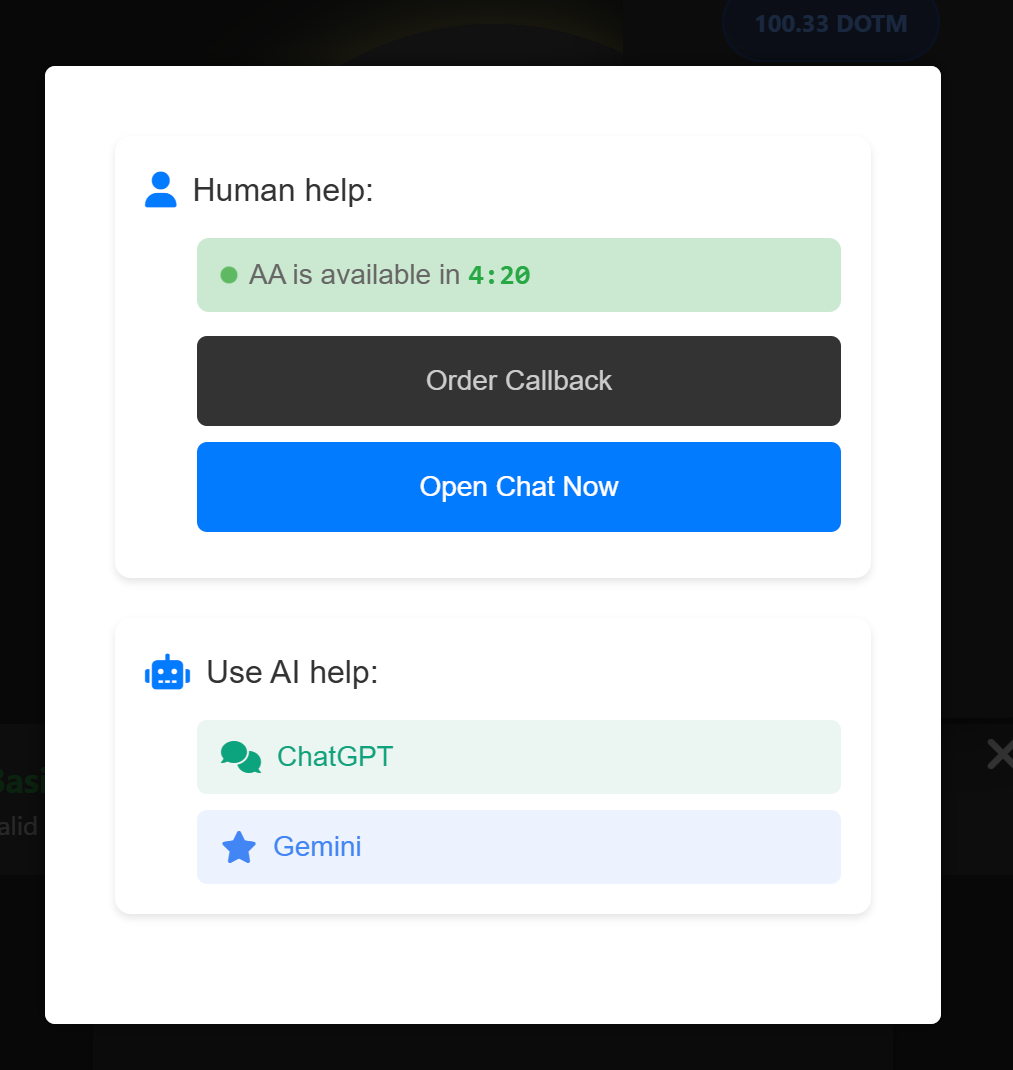 100.33 DOTM
Human help:
AA is available in 4:20
Order Callback
Open Chat Now
Use AI help:
ChatGPT
Basi
alid
Gemini